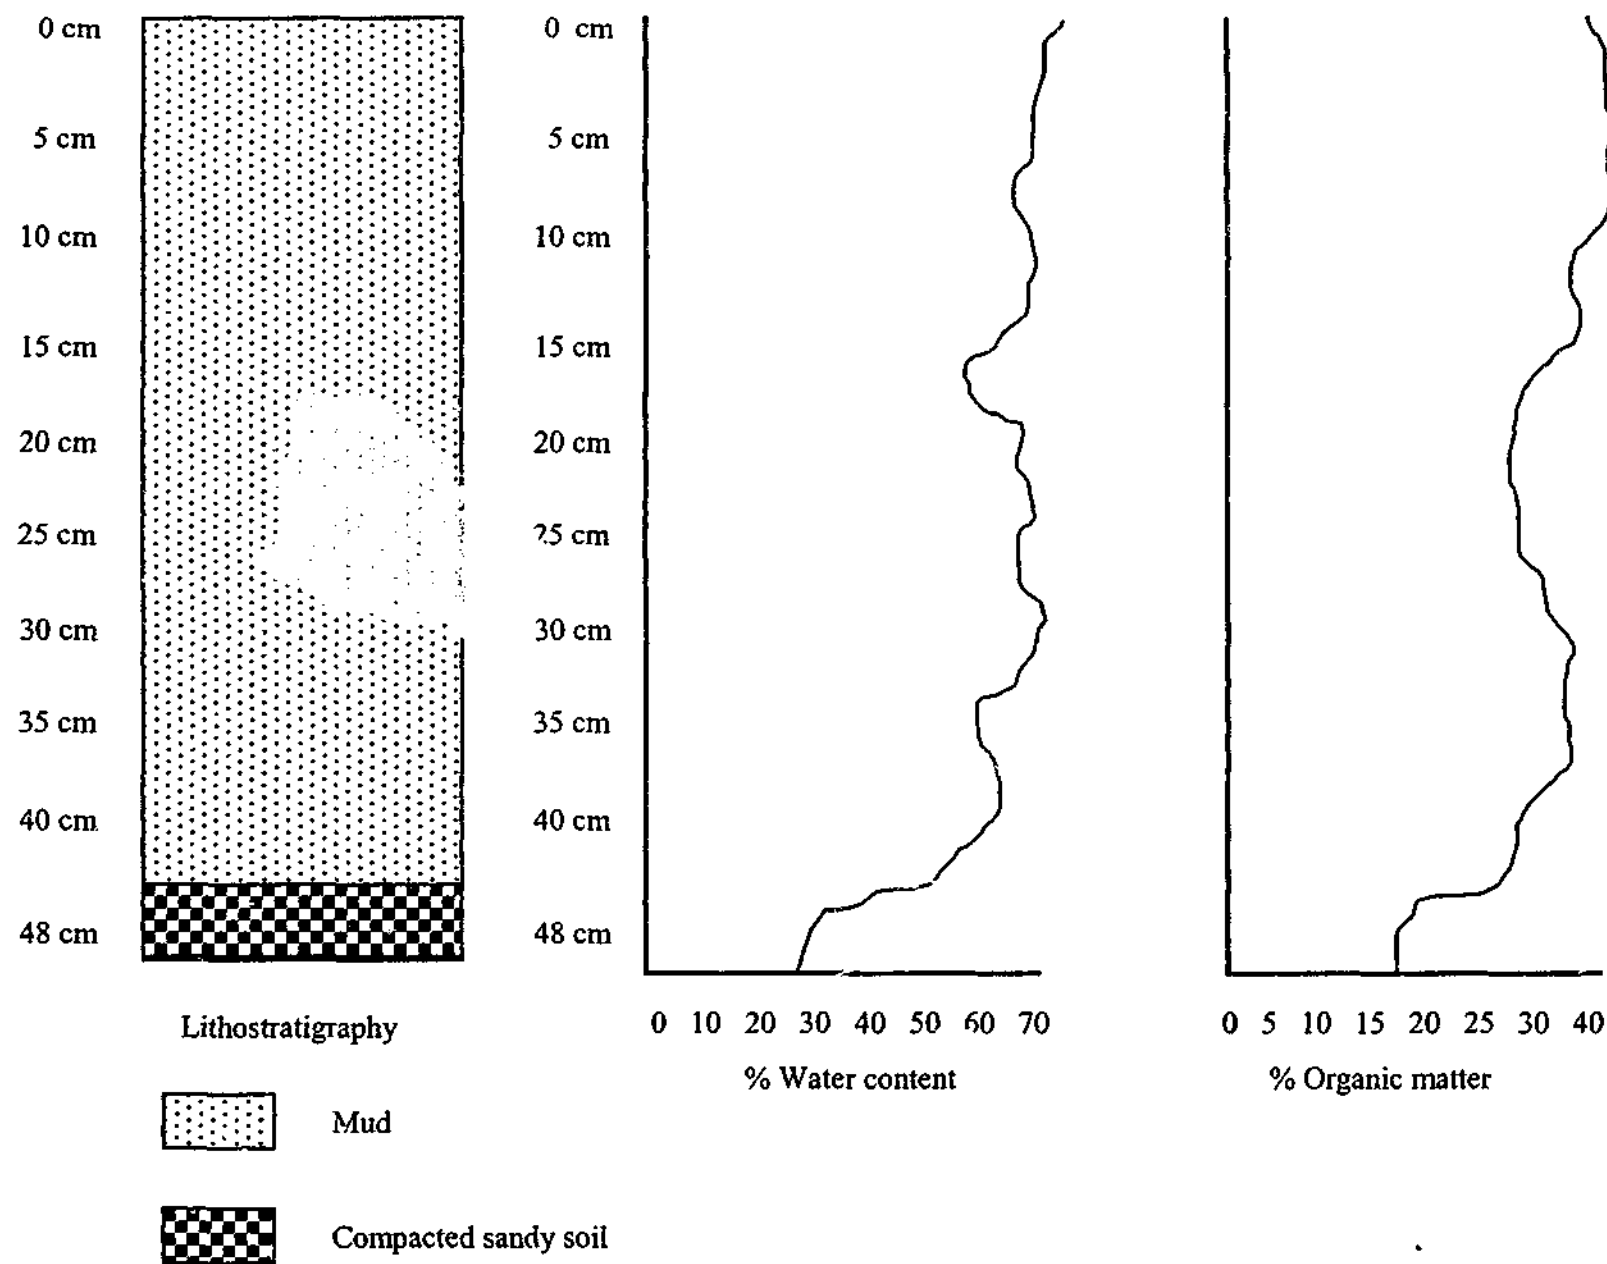 0 cm
5 cm
10 cm
15 cm
20 cm
25 cm
30 cm
35 cm
40 cm
48 cm
Lithostratigraphy
Mud
Compacted sandy soil
0 cm
5 cm
10 cm
15 cm
20 cm
25 cm
30 cm
35 cm
40 cm
48 cm
0 10 20 30 40 50 60 70
% Water content
0 5 10 15 20 25 30 40
% Organic matter